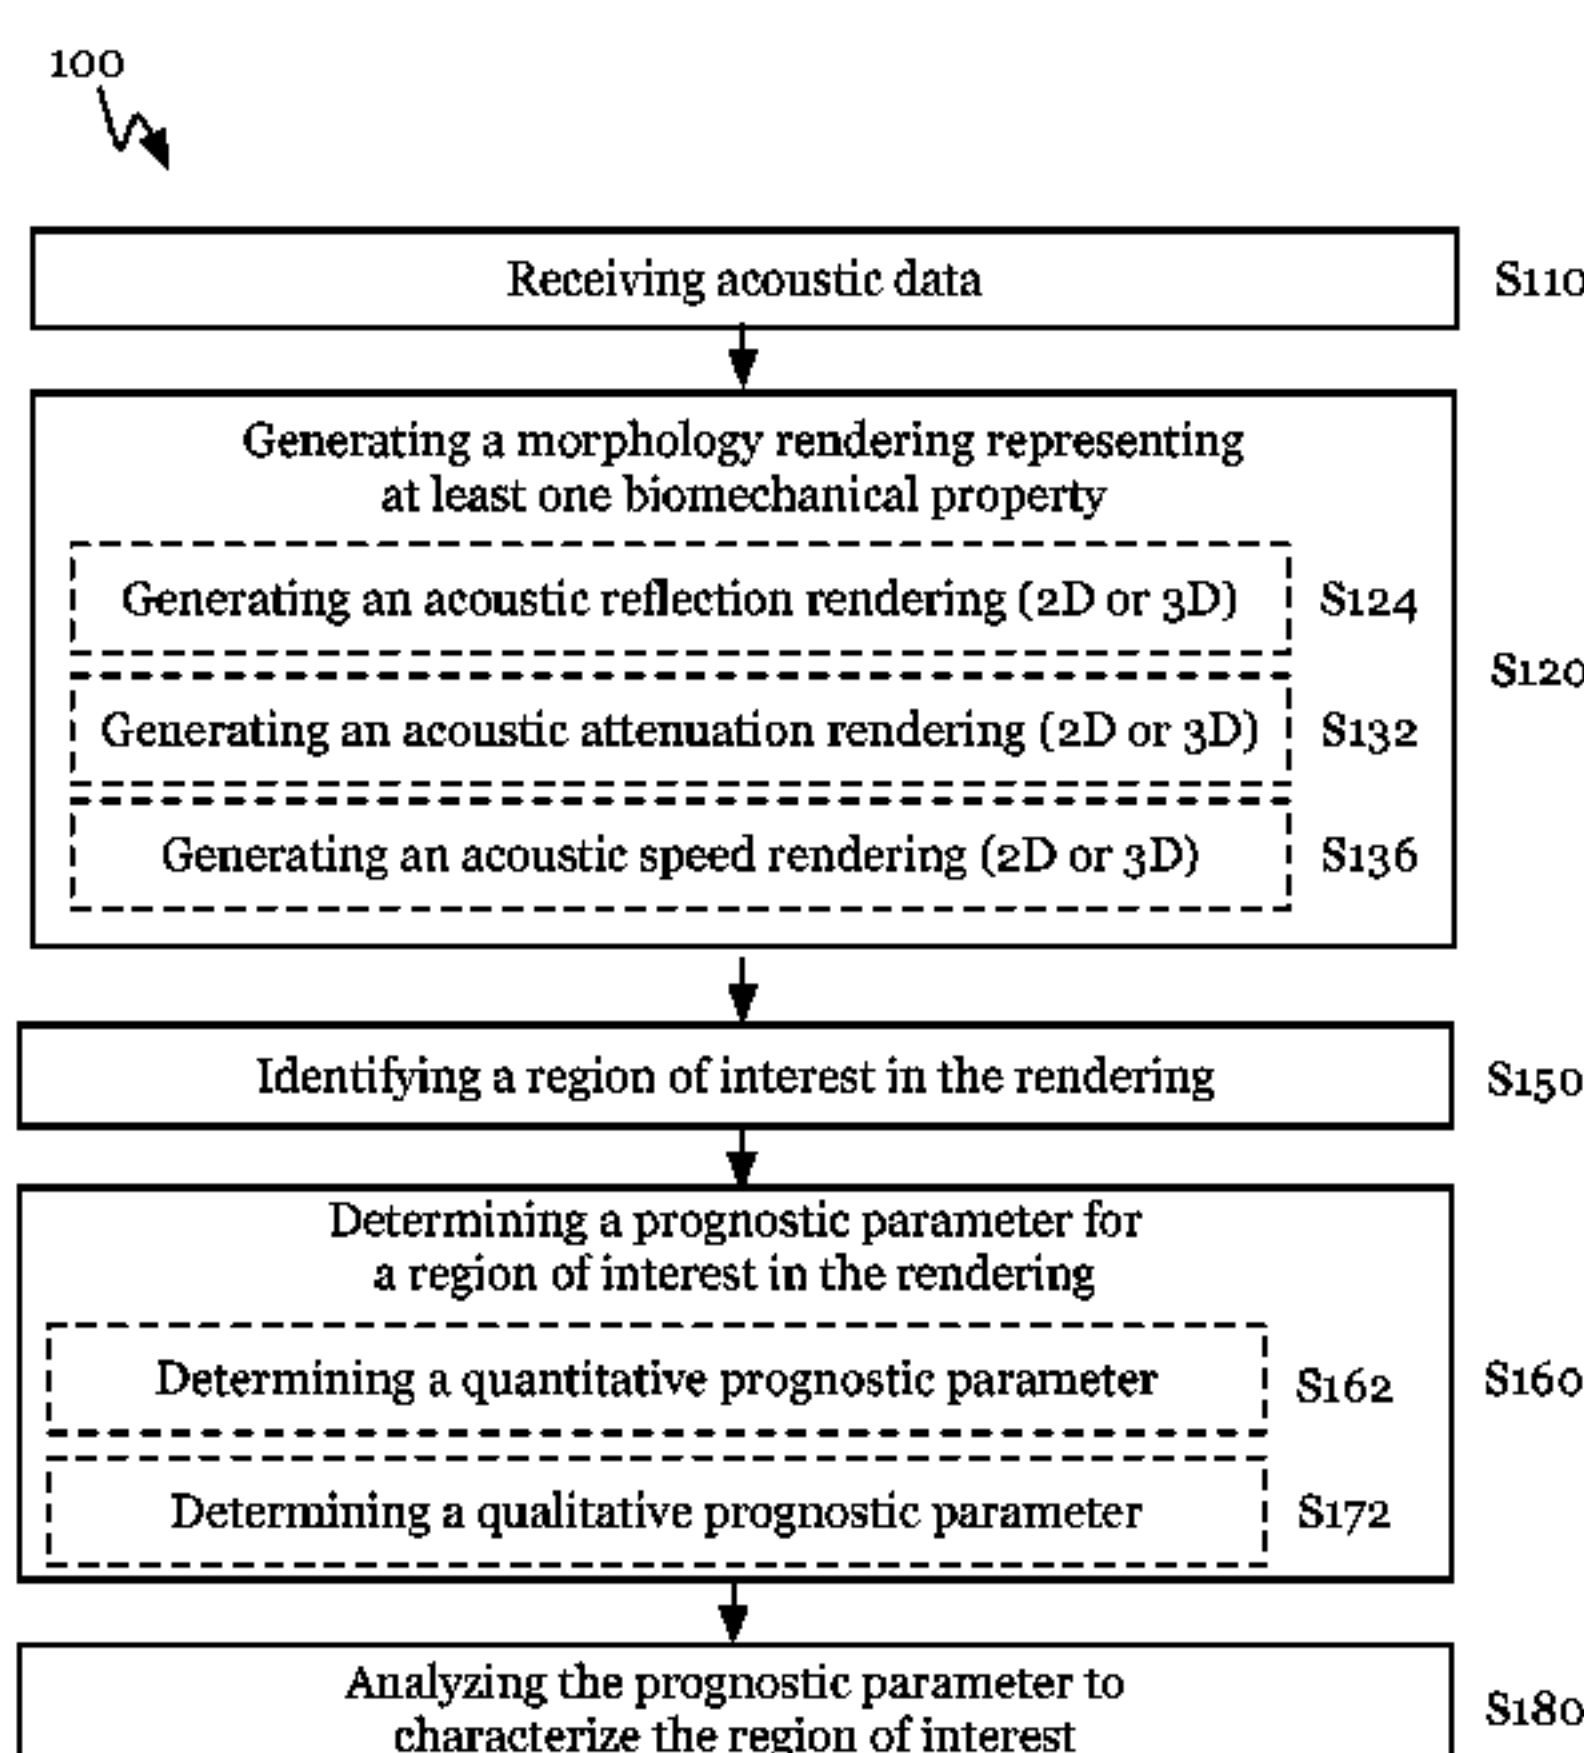 100
Receiving acoustic data
S110
Generating a morphology rendering representing
at least one biomechanical property
Generating an acoustic reflection rendering (2D or 3D)
S124
S120
Generating an acoustic attenuation rendering (2D or 3D)
S132
Generating an acoustic speed rendering (2D or 3D)
S136
Identifying a region of interest in the rendering
S150
Determining a prognostic parameter for
a region of interest in the rendering
Determining a quantitative prognostic parameter
S162
S160
Determining a qualitative prognostic parameter
S172
Analyzing the prognostic parameter to
characterize the region of interest
S180